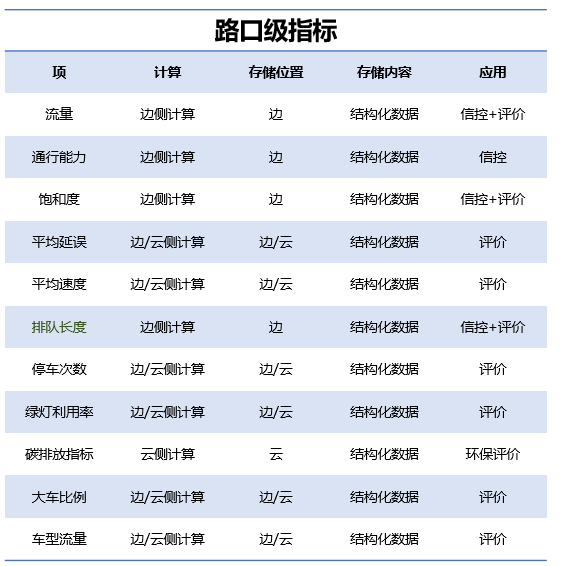 路口级指标
项 计算 存储位置 存储内容 应用
流量 边侧计算 边 结构化数据 信控+评价
通行能力 边侧计算 边 结构化数据 信控
饱和度 边侧计算 边 结构化数据 信控+评价
平均延误 边/云侧计算 边/云 结构化数据 评价
平均速度 边/云侧计算 边/云 结构化数据 评价
排队长度 边侧计算 边 结构化数据 信控+评价
停车次数 边/云侧计算 边/云 结构化数据 评价
绿灯利用率 边/云侧计算 边/云 结构化数据 评价
碳排放指标 云侧计算 云 结构化数据 环保评价
大车比例 边/云侧计算 边/云 结构化数据 评价
车型流量 边/云侧计算 边/云 结构化数据 评价